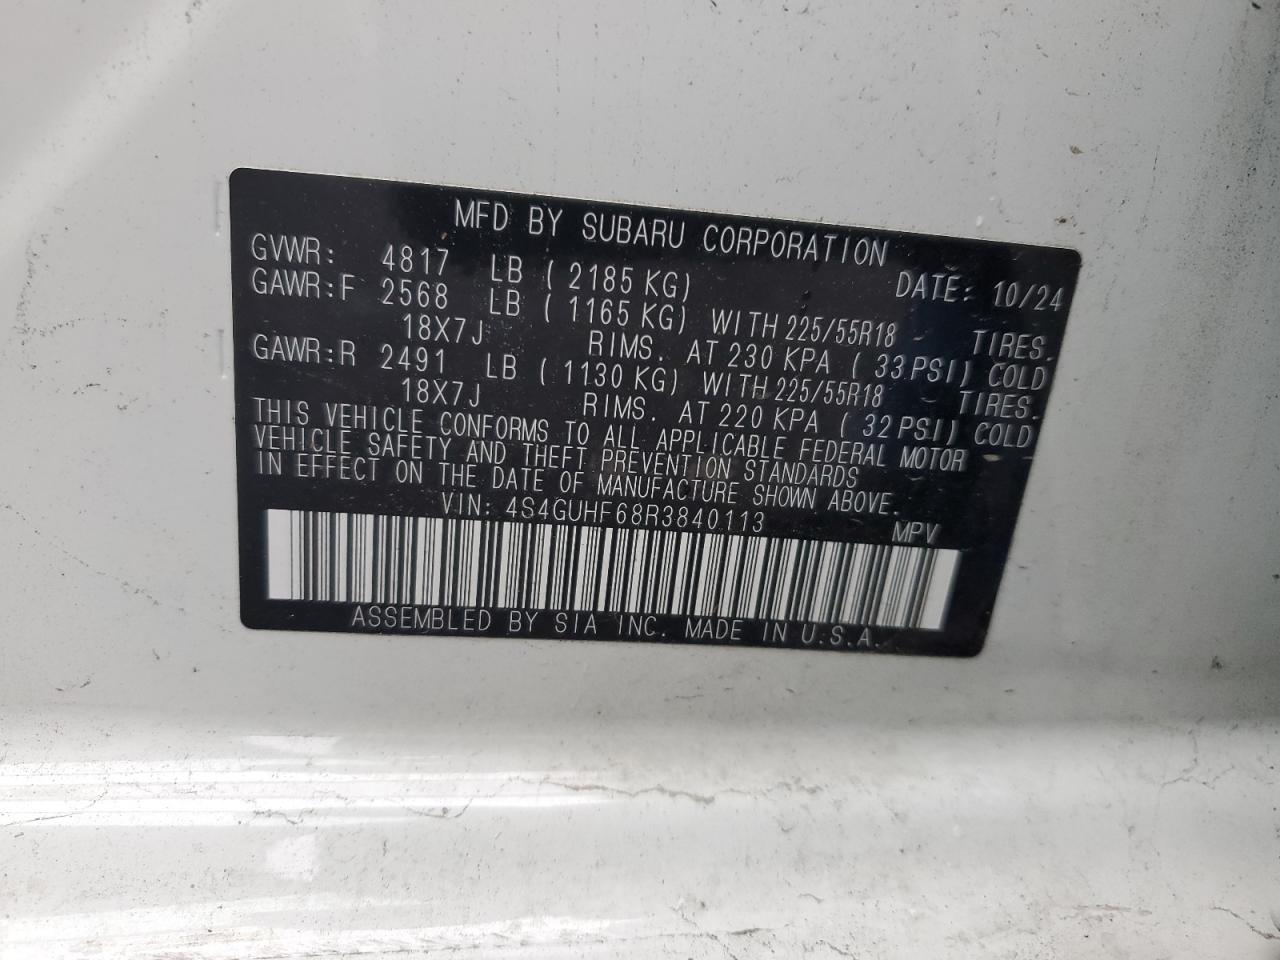 MFD BY SUBARU CORPORATION
GVWR: 4817 LB ( 2185 KG) DATE: 10/24
GAWR:F 2568 LB ( 1165 KG) WITH 225/55R18 TIRES.
18X7J RIMS. AT 230 KPA ( 33 PSI) COLD
GAWR:R 2491 LB ( 1130 KG) WITH 225/55R18 TIRES.
18X7J RIMS. AT 220 KPA ( 32 PSI) COLD
THIS VEHICLE CONFORMS TO ALL APPLICABLE FEDERAL MOTOR
VEHICLE SAFETY AND THEFT PREVENTION STANDARDS
IN EFFECT ON THE DATE OF MANUFACTURE SHOWN ABOVE.
VIN: 4S4GUHF68R3840113 MPV
ASSEMBLED BY SIA INC. MADE IN U.S.A.